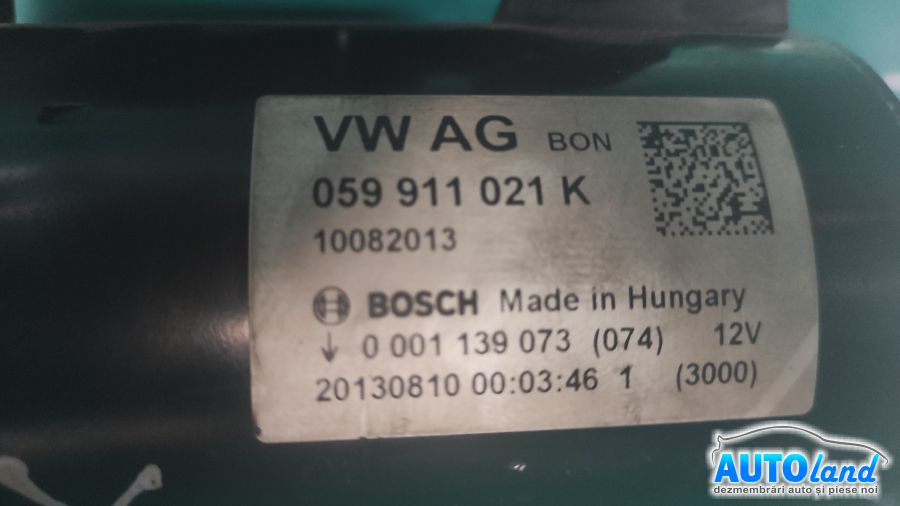 VW AG BON
059 911 021 K
10082013
BOSCH Made in Hungary
0 001 139 073 (074) 12V
20130810 00:03:46 1 (3000)
AUTOland
dezmembrări auto și piese noi